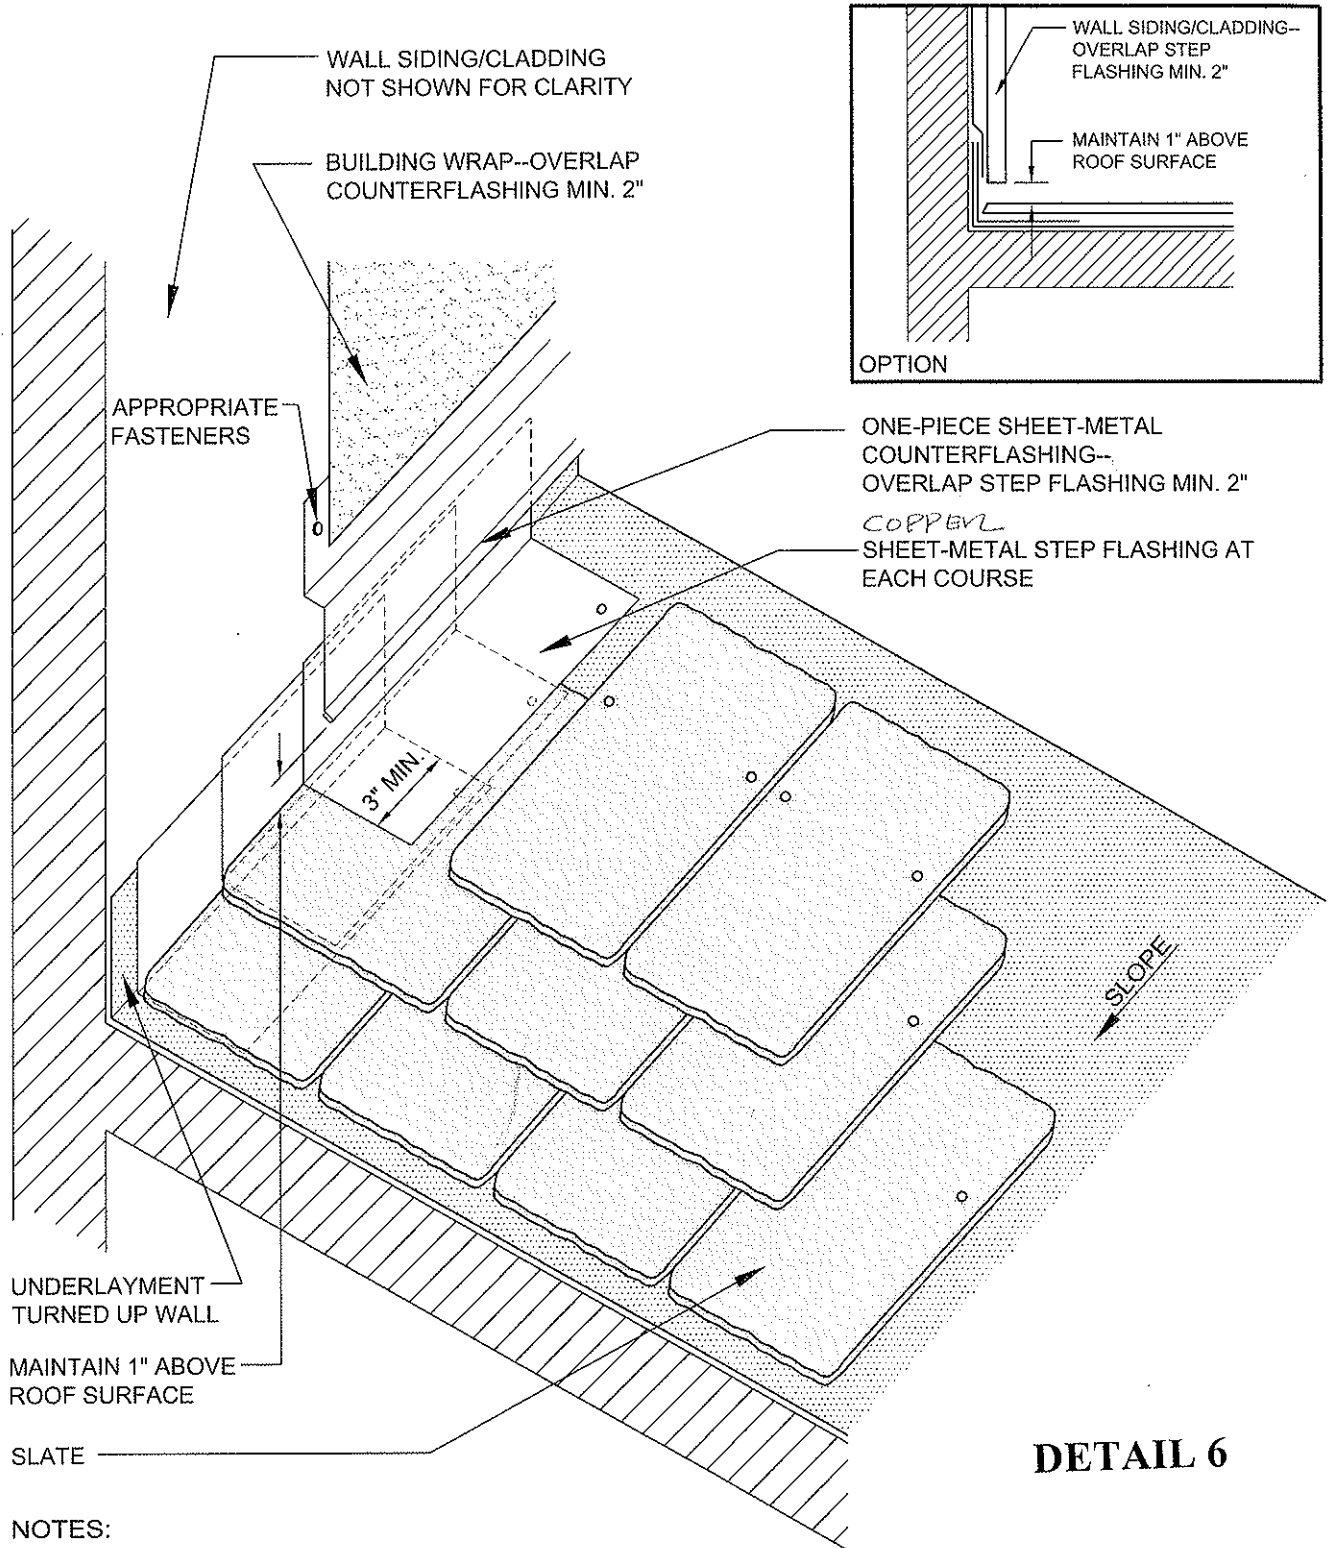 WALL SIDING/CLADDING
NOT SHOWN FOR CLARITY
BUILDING WRAP--OVERLAP
COUNTERFLASHING MIN. 2"
WALL SIDING/CLADDING--
OVERLAP STEP
FLASHING MIN. 2"
MAINTAIN 1" ABOVE
ROOF SURFACE
OPTION
APPROPRIATE
FASTENERS
ONE-PIECE SHEET-METAL
COUNTERFLASHING--
OVERLAP STEP FLASHING MIN. 2"
COPPER
SHEET-METAL STEP FLASHING AT
EACH COURSE
3" MIN.
SLOPE
UNDERLAYMENT
TURNED UP WALL
MAINTAIN 1" ABOVE
ROOF SURFACE
SLATE
DETAIL 6
NOTES: